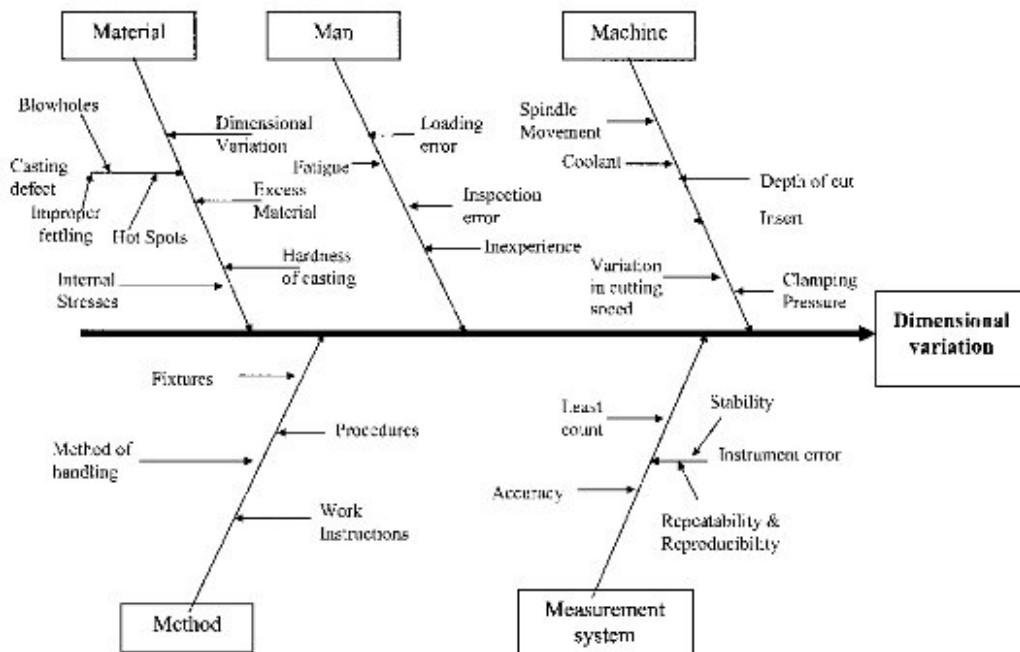 Material
Man
Machine
Blowholes
Dimensional
Variation
Casting
defect
Improper
fettling
Hot Spots
Excess
Material
Internal
Stresses
Hardness
of casting
Loading
error
Fatigue
Inspection
error
Inexperience
Spindle
Movement
Coolant
Depth of cut
Insert
Variation
in cutting
speed
Clamping
Pressure
Dimensional
variation
Fixtures
Procedures
Method of
handling
Work
Instructions
Method
Least
count
Stability
Instrument error
Accuracy
Repeatability &
Reproducibility
Measurement
system